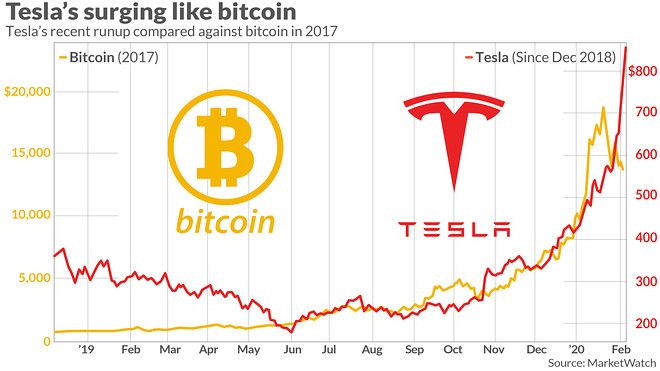 Tesla's surging like bitcoin
Tesla's recent runup compared against bitcoin in 2017
Bitcoin (2017)
Tesla (Since Dec 2018)
$20,000
15,000
10,000
5,000
0
B
bitcoin
TESLA
$800
700
600
500
400
300
200
'19 Feb Mar Apr May Jun Jul Aug Sep Oct Nov Dec '20 Feb
Source: MarketWatch